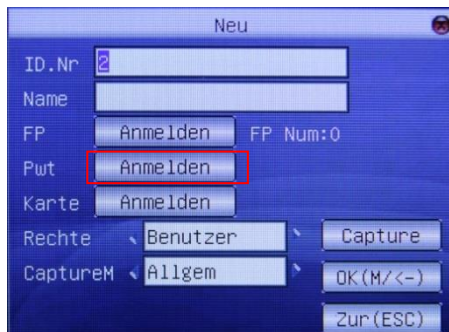 Neu
ID.Nr 2
Name
FP Anmelden FP Num:0
Pwt Anmelden
Karte Anmelden
Rechte Benutzer Capture
CaptureM Allgem OK(M/<-)
Zur(ESC)